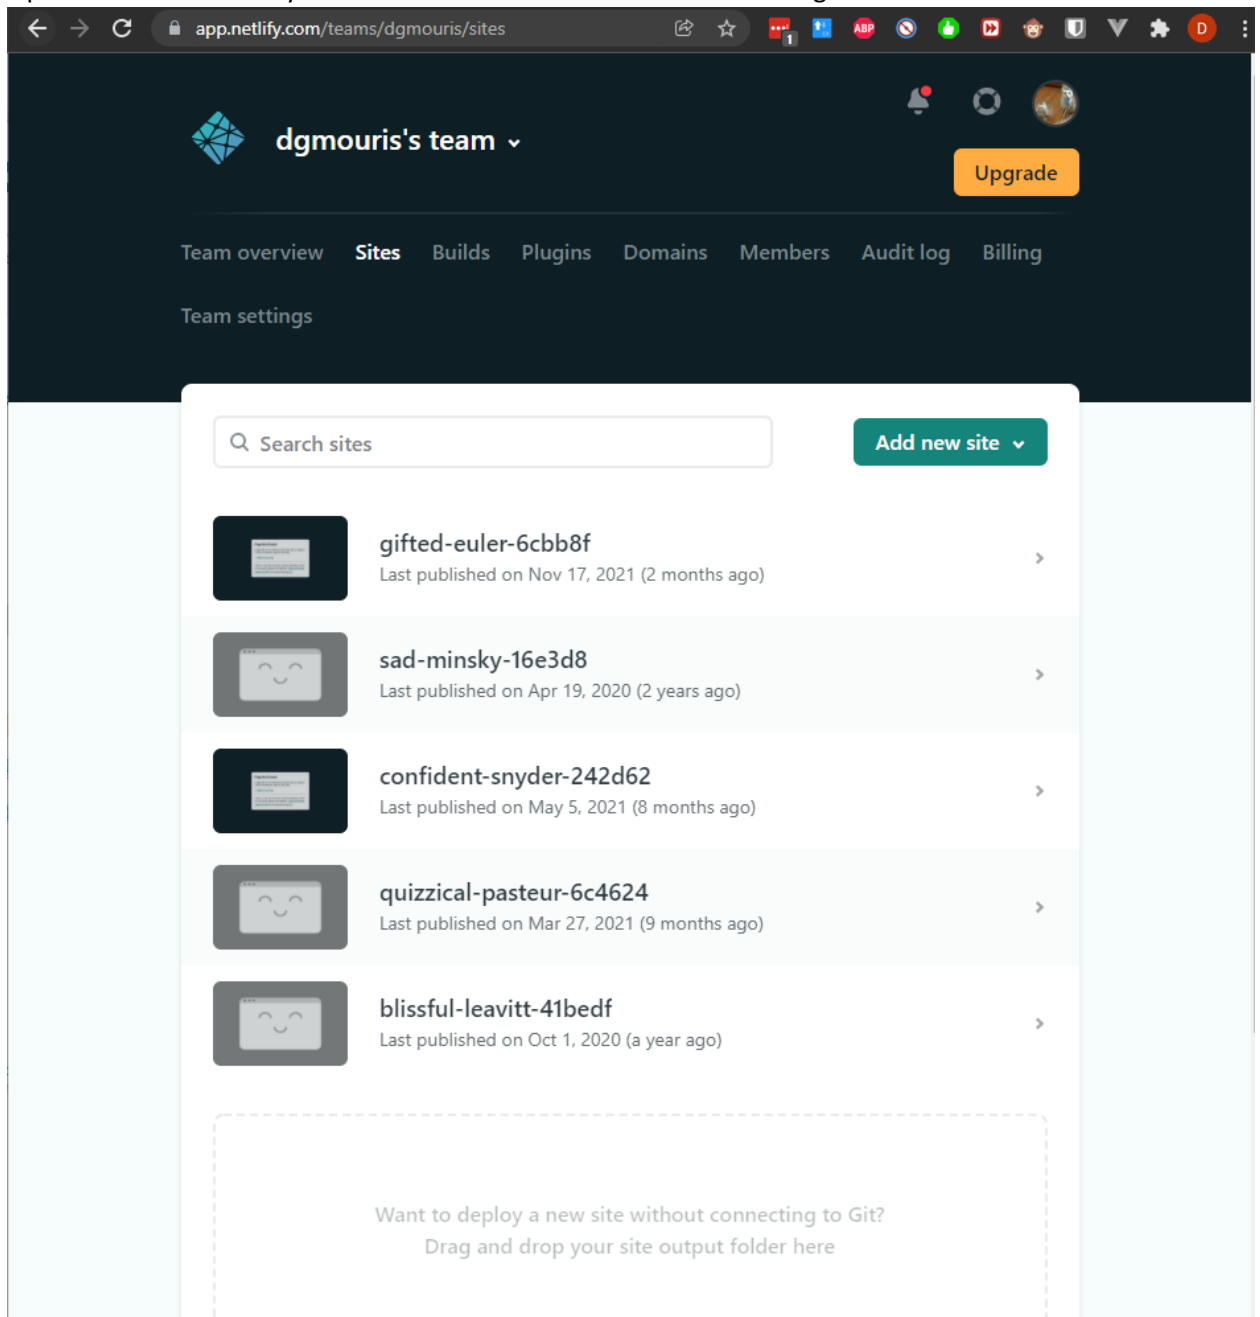 app.netlify.com/teams/dgmouris/sites
1
ABP
D
dgmouris's team
Upgrade
Team overview Sites Builds Plugins Domains Members Audit log Billing
Team settings
Search sites
Add new site
gifted-euler-6cbb8f
Last published on Nov 17, 2021 (2 months ago)
sad-minsky-16e3d8
Last published on Apr 19, 2020 (2 years ago)
confident-snyder-242d62
Last published on May 5, 2021 (8 months ago)
quizzical-pasteur-6c4624
Last published on Mar 27, 2021 (9 months ago)
blissful-leavitt-41bedf
Last published on Oct 1, 2020 (a year ago)
Want to deploy a new site without connecting to Git?
Drag and drop your site output folder here